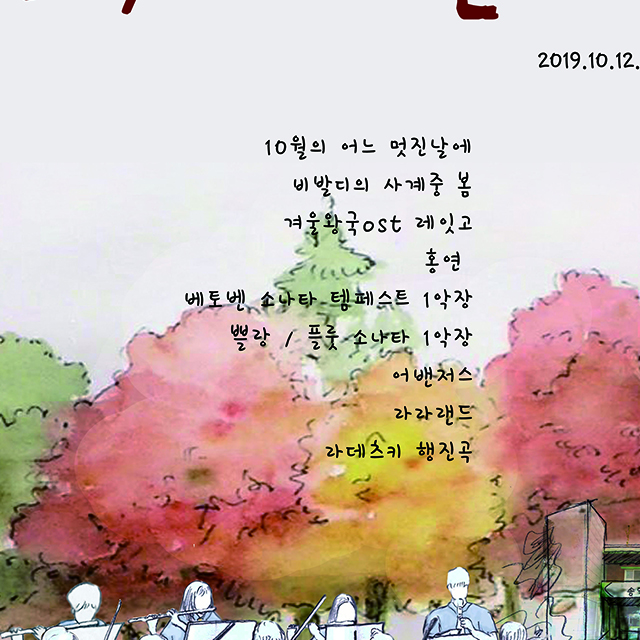 2019.10.12.
10월의 어느 멋진날에
비발디의 사계중 봄
겨울왕국ost 레잇고
홍연
베토벤 소나타 템페스트 1악장
쁠랑 / 플룻 소나타 1악장
어밴저스
라라랜드
라데츠키 행진곡